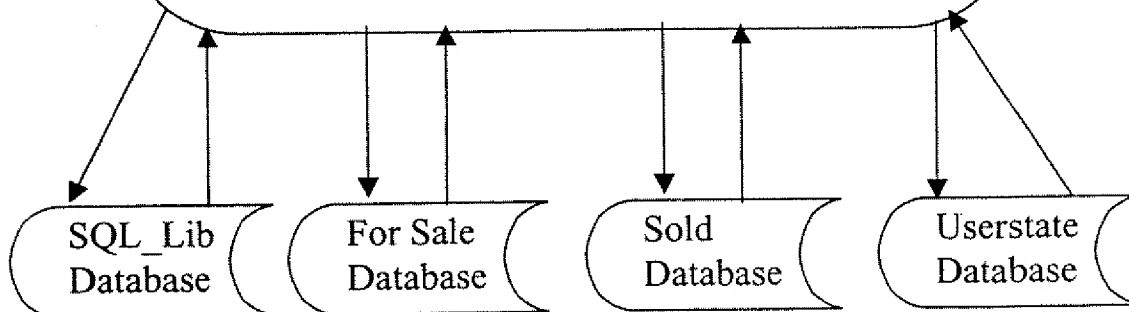 SQL_Lib
Database
For Sale
Database
Sold
Database
Userstate
Database